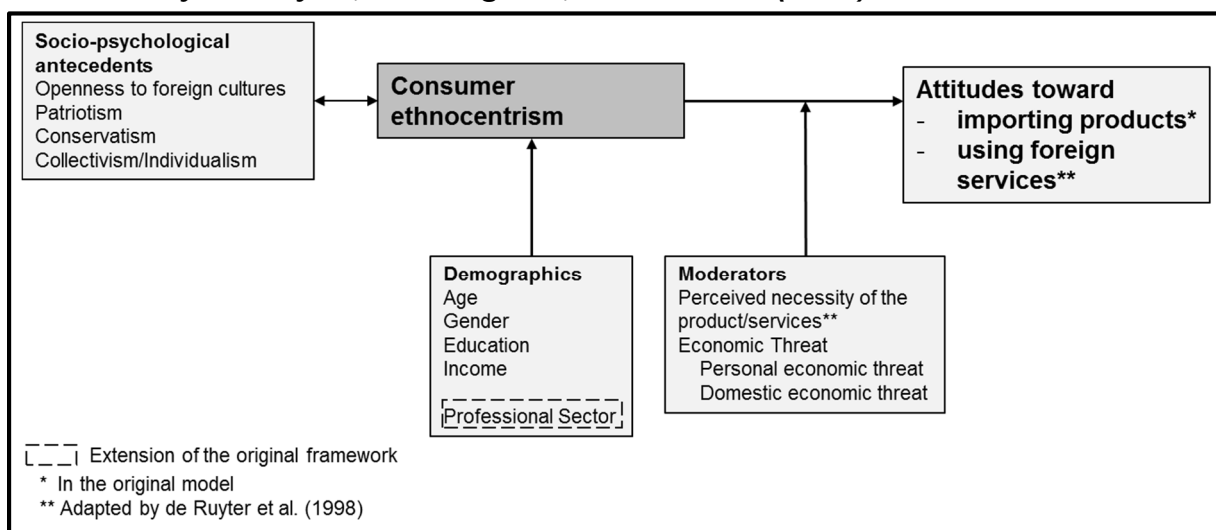 Socio-psychological
antecedents
Openness to foreign cultures
Patriotism
Conservatism
Collectivism/Individualism
Consumer
ethnocentrism
Attitudes toward
- importing products*
- using foreign
services**
Demographics
Age
Gender
Education
Income
Professional Sector
Moderators
Perceived necessity of the
product/services**
Economic Threat
Personal economic threat
Domestic economic threat
Extension of the original framework
* In the original model
** Adapted by de Ruyter et al. (1998)